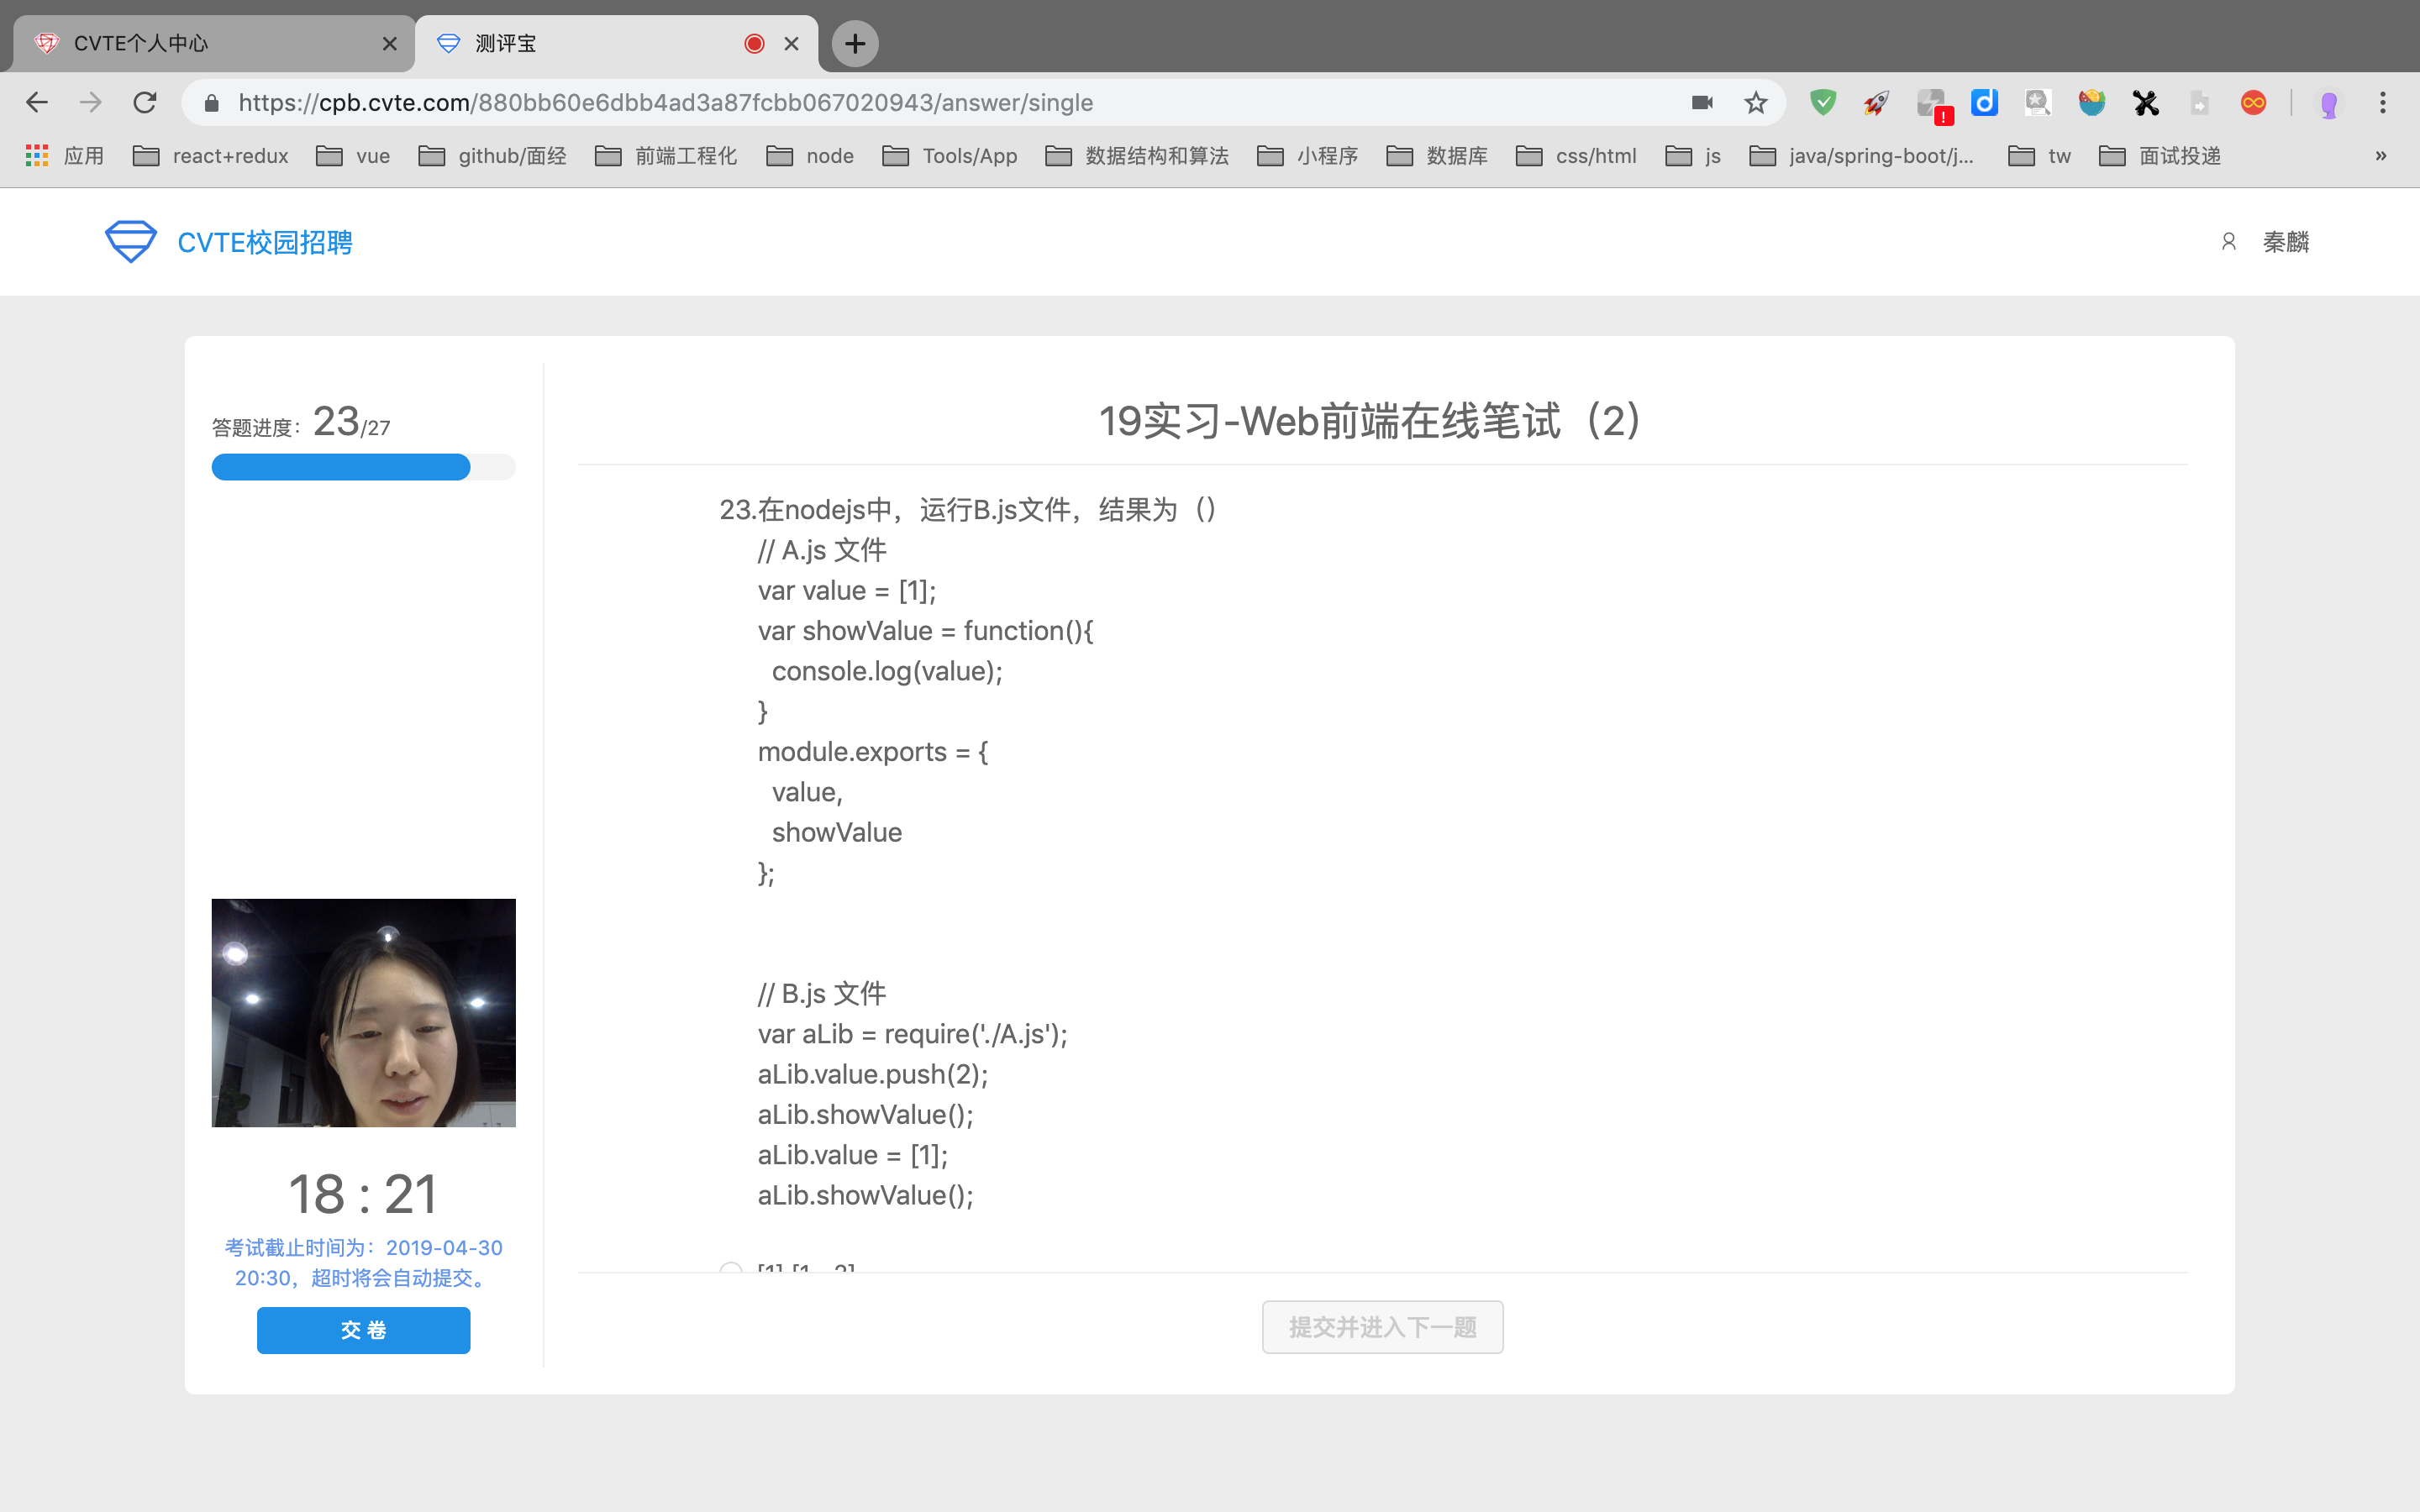 CVTE个人中心
测评宝
https://cpb.cvte.com/880bb60e6dbb4ad3a87fcbb067020943/answer/single
应用
react+redux
vue
github/面经
前端工程化
node
Tools/App
数据结构和算法
小程序
数据库
css/html
js
java/spring-boot/j...
tw
面试投递
»
CVTE校园招聘
秦麟
答题进度：23/27
18 : 21
考试截止时间为：2019-04-30
20:30，超时将会自动提交。
交 卷
19实习-Web前端在线笔试（2）
23.在nodejs中，运行B.js文件，结果为（）
// A.js 文件
var value = [1];
var showValue = function(){
console.log(value);
}
module.exports = {
value,
showValue
};
// B.js 文件
var aLib = require('./A.js');
aLib.value.push(2);
aLib.showValue();
aLib.value = [1];
aLib.showValue();
提交并进入下一题